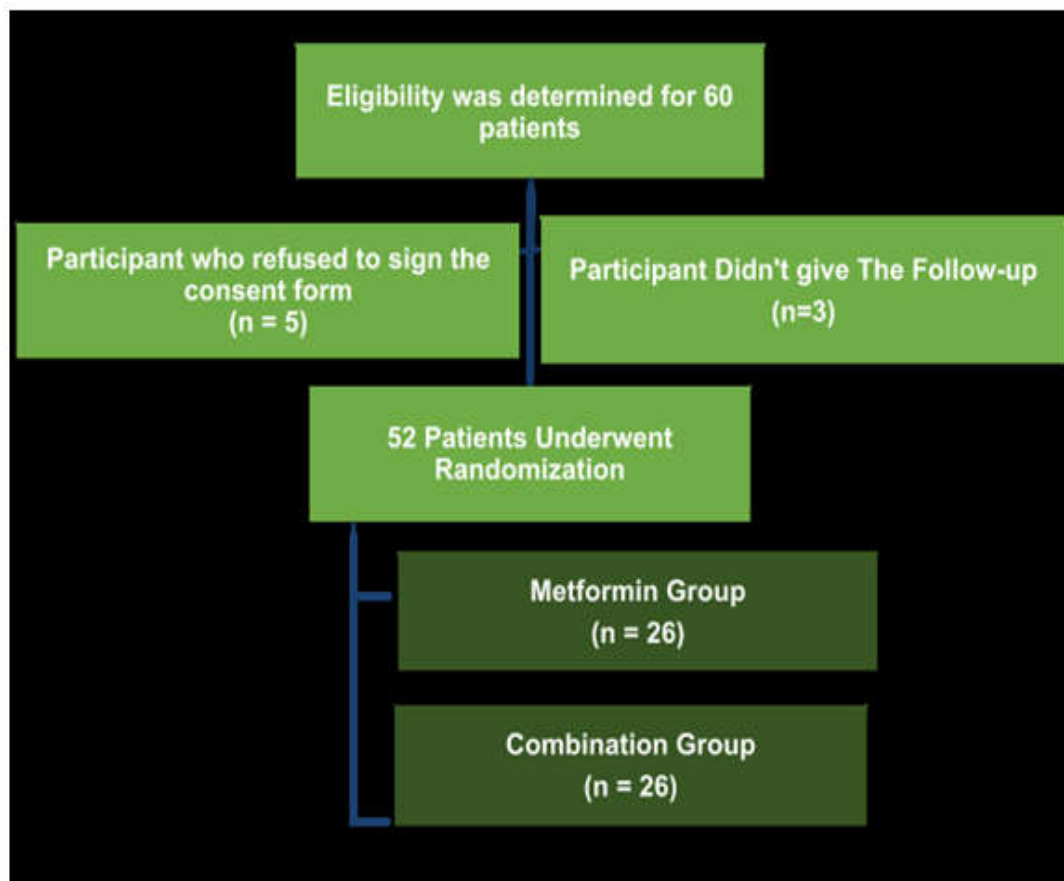 Eligibility was determined for 60
patients
Participant who refused to sign the
consent form
(n = 5)
Participant Didn't give The Follow-up
(n=3)
52 Patients Underwent
Randomization
Metformin Group
(n = 26)
Combination Group
(n = 26)